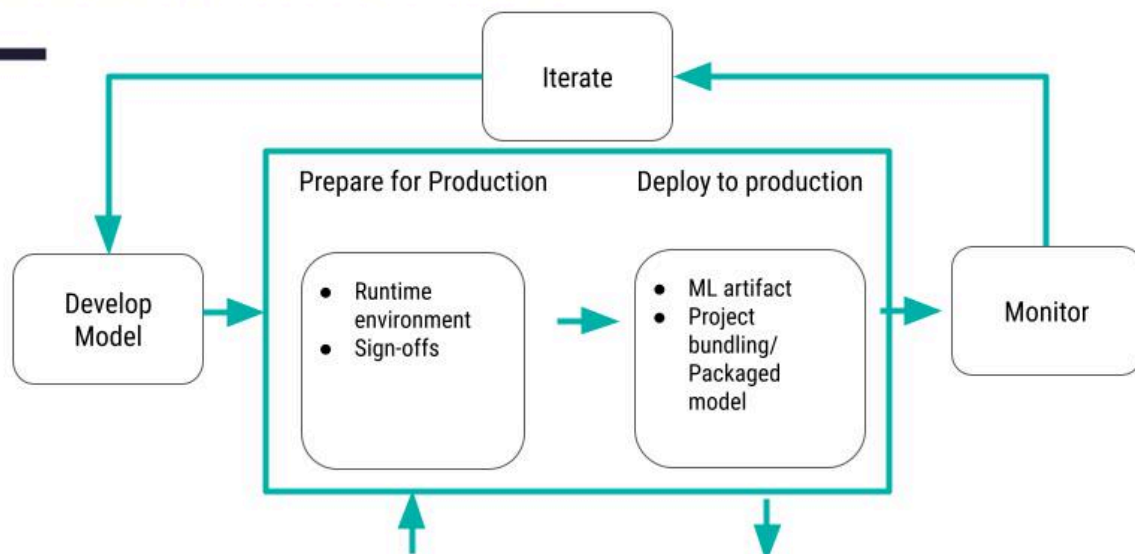 Iterate
Prepare for Production
Deploy to production
Develop
Model
● Runtime
environment
● Sign-offs
● ML artifact
● Project
bundling/
Packaged
model
Monitor